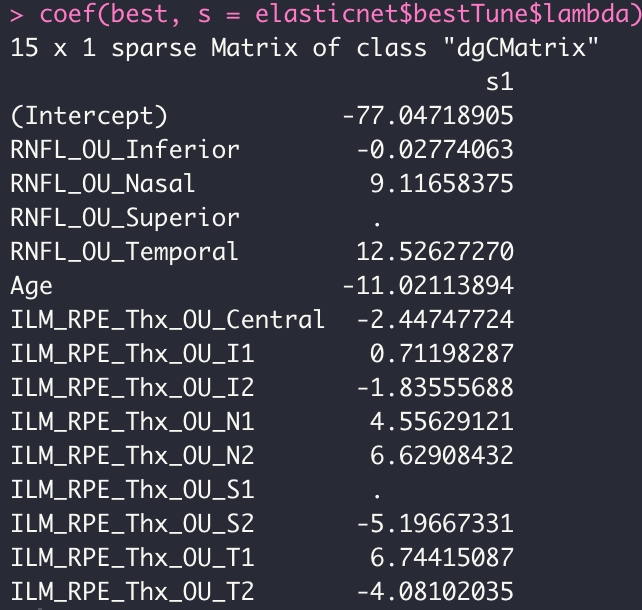 > coef(best, s = elasticnet$bestTune$lambda)
15 x 1 sparse Matrix of class "dgCMatrix"
s1
(Intercept) -77.04718905
RNFL_OU_Inferior -0.02774063
RNFL_OU_Nasal 9.11658375
RNFL_OU_Superior .
RNFL_OU_Temporal 12.52627270
Age -11.02113894
ILM_RPE_Thx_OU_Central -2.44747724
ILM_RPE_Thx_OU_I1 0.71198287
ILM_RPE_Thx_OU_I2 -1.83555688
ILM_RPE_Thx_OU_N1 4.55629121
ILM_RPE_Thx_OU_N2 6.62908432
ILM_RPE_Thx_OU_S1 .
ILM_RPE_Thx_OU_S2 -5.19667331
ILM_RPE_Thx_OU_T1 6.74415087
ILM_RPE_Thx_OU_T2 -4.08102035